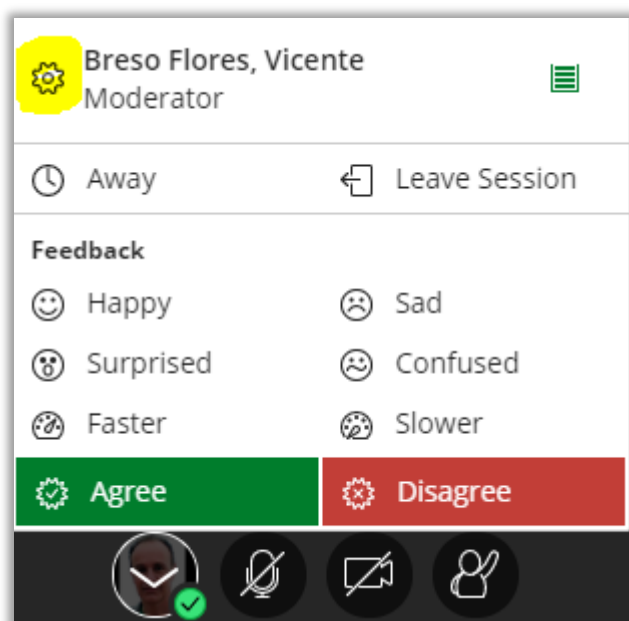 Breso Flores, Vicente
Moderator
Away Leave Session
Feedback
Happy Sad
Surprised Confused
Faster Slower
Agree Disagree